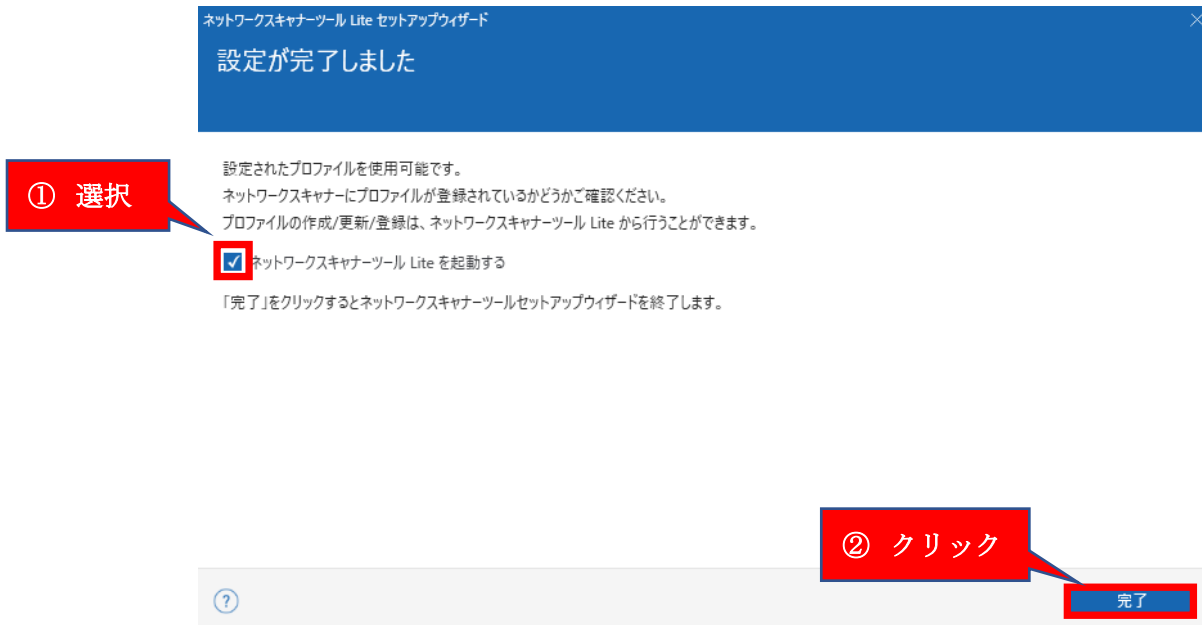 ネットワークスキャナーツール Lite セットアップウィザード
設定が完了しました
設定されたプロファイルを使用可能です。
ネットワークスキャナーにプロファイルが登録されているかどうかご確認ください。
プロファイルの作成/更新/登録は、ネットワークスキャナーツール Lite から行うことができます。
① 選択
ネットワークスキャナーツール Lite を起動する
「完了」をクリックするとネットワークスキャナーツールセットアップウィザードを終了します。
② クリック
?
完了